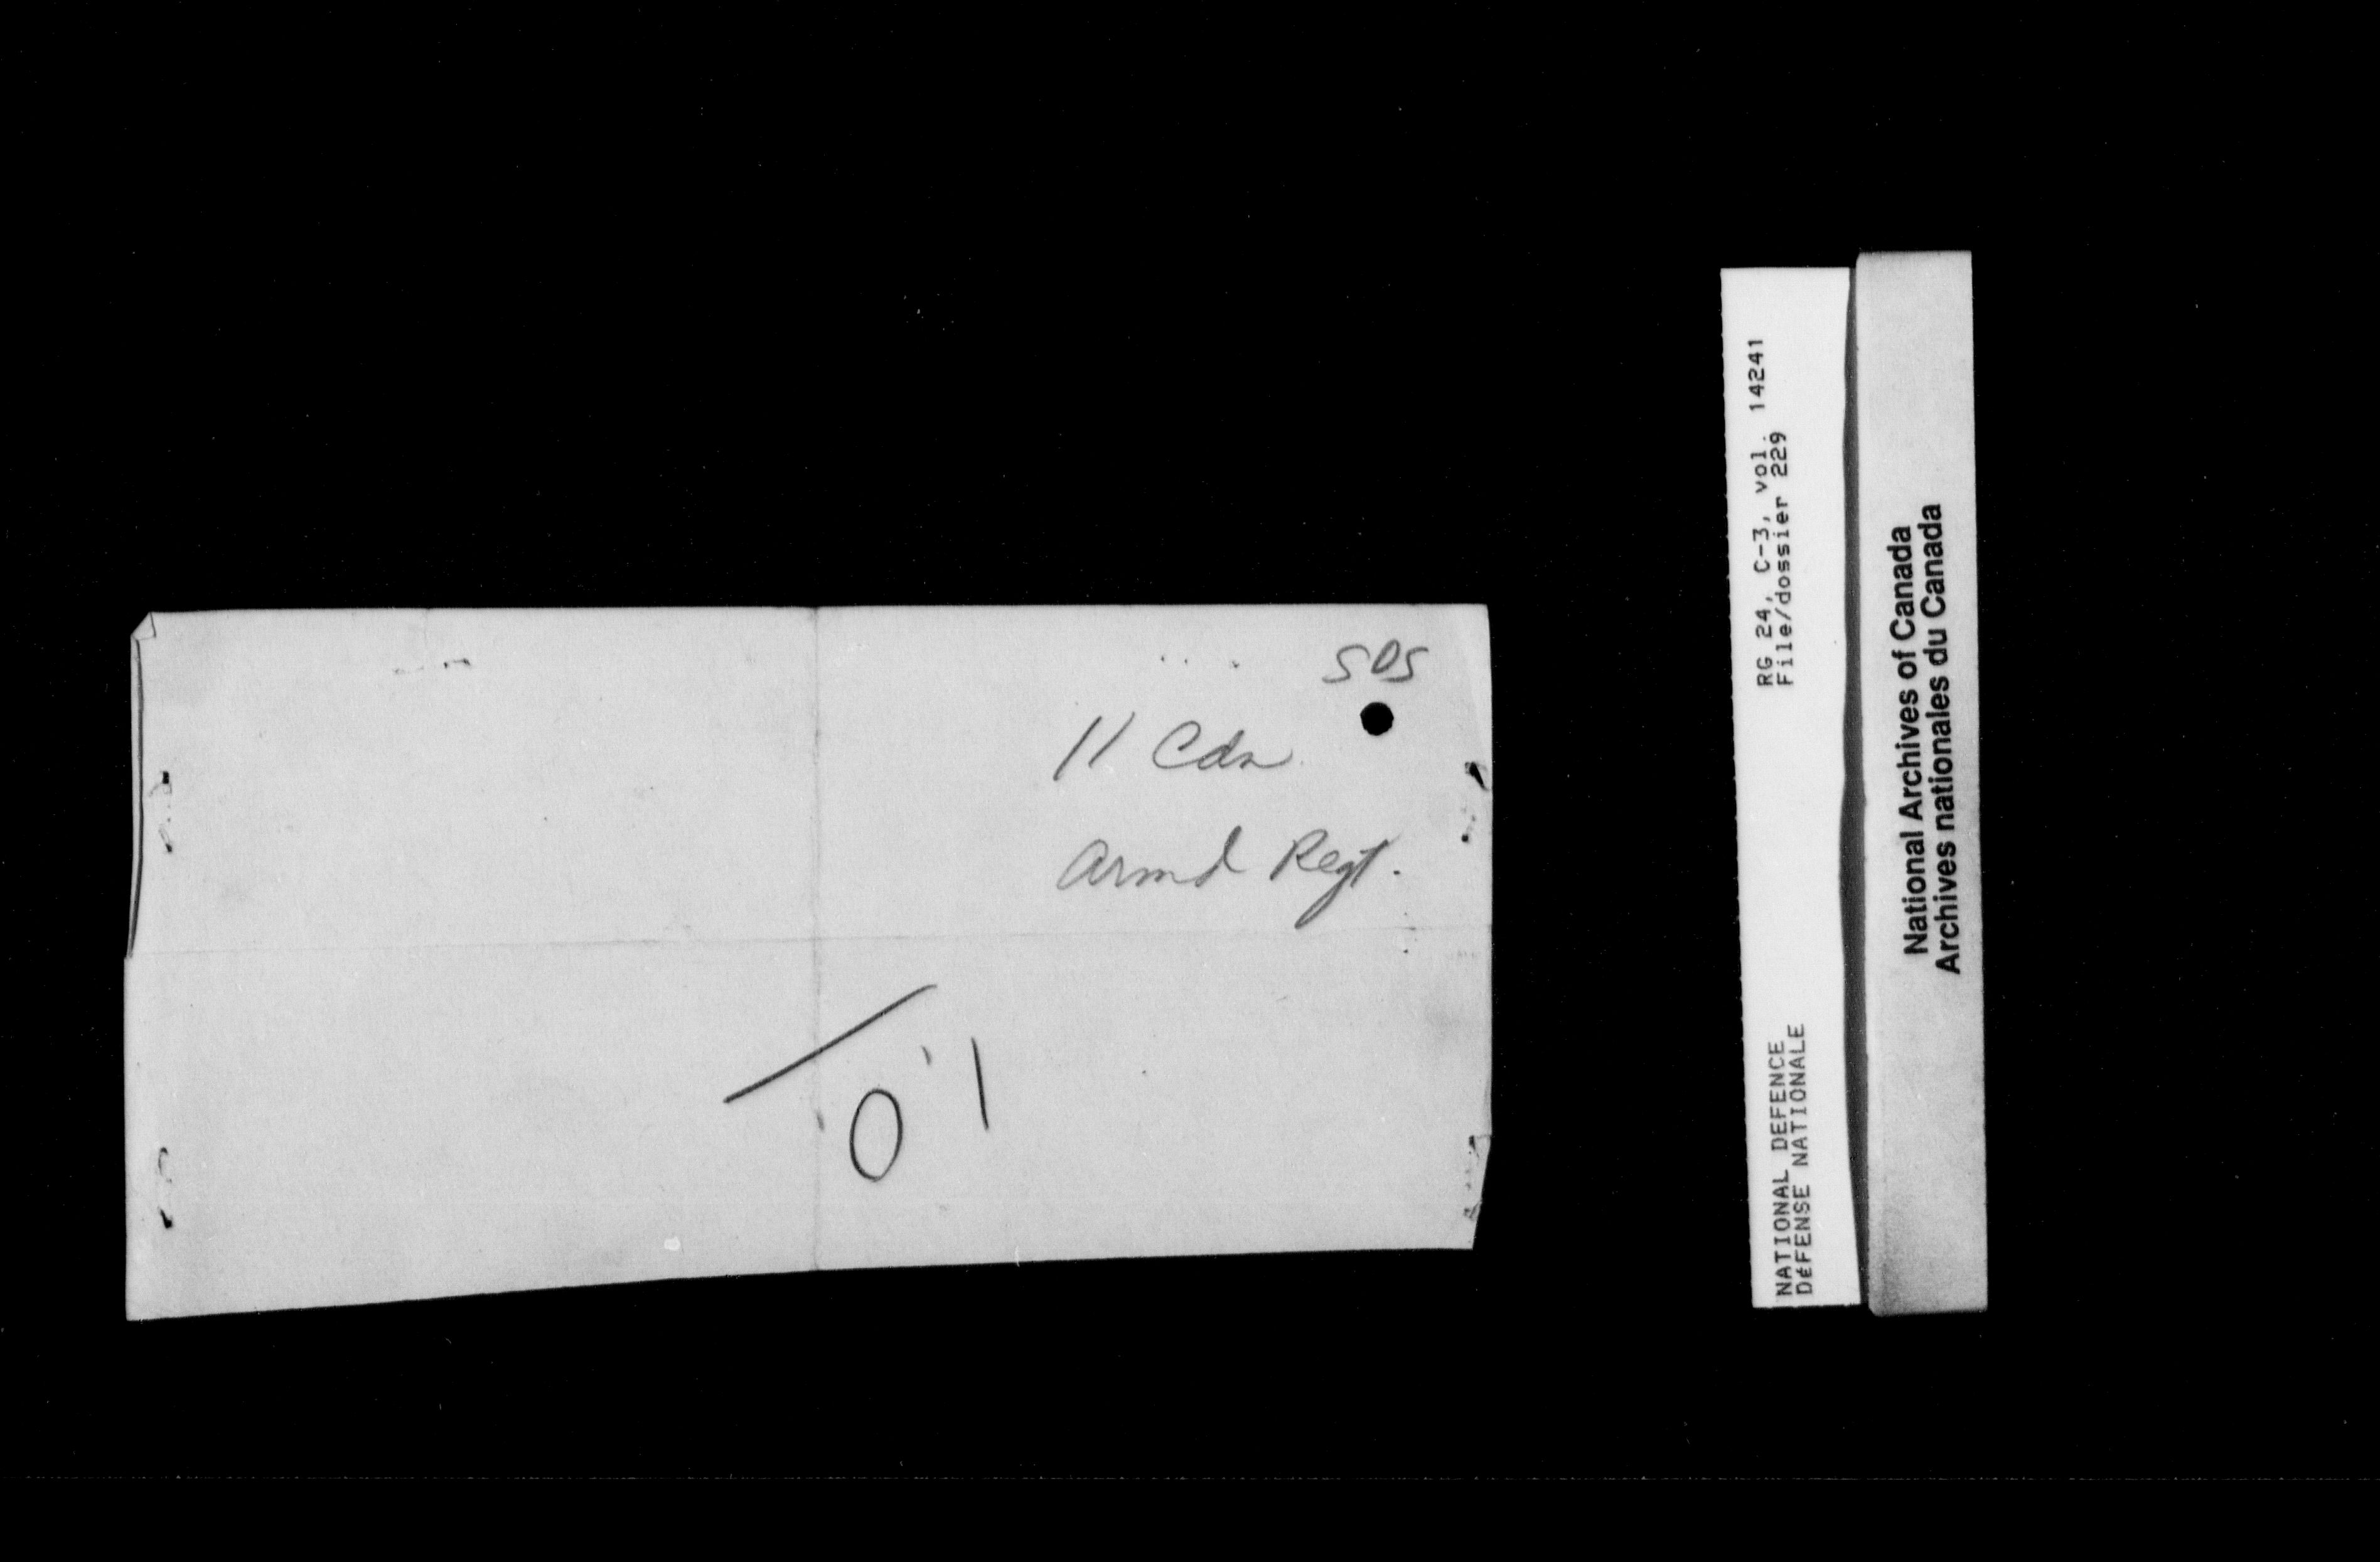 SDS
11 Cdn
Armd Regt.
10
NATIONAL DEFENCE RG 24, C-3, vol. 14241
DÉFENSE NATIONALE File/dossier 229
National Archives of Canada
Archives nationales du Canada